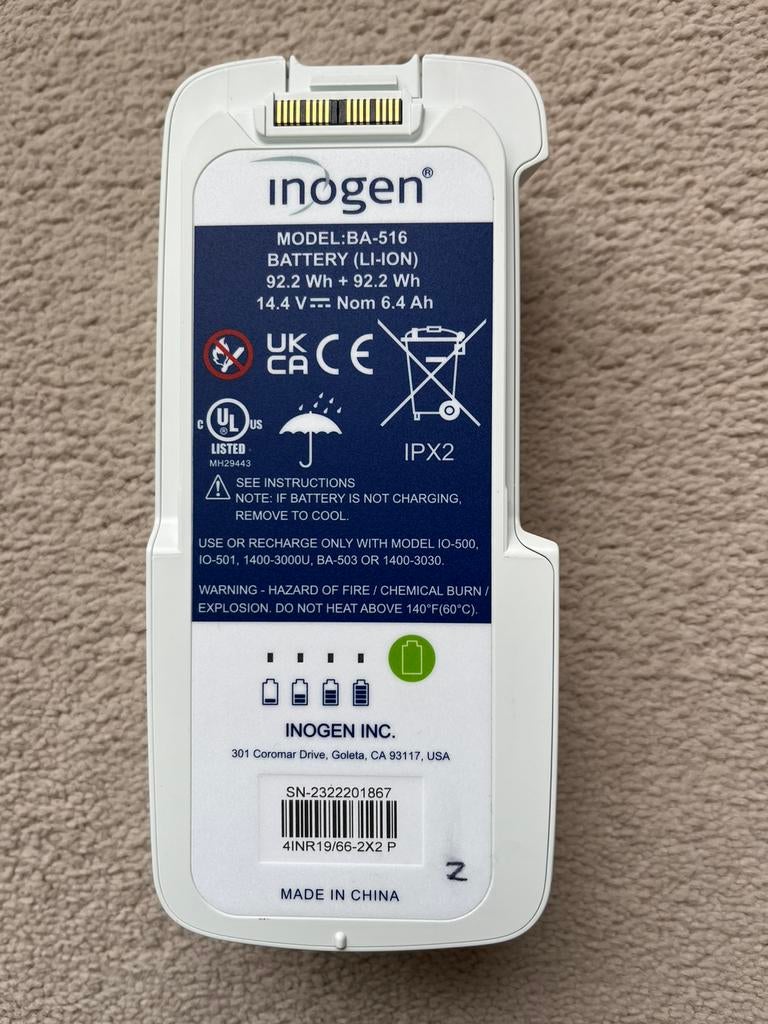 inogen®
MODEL:BA-516
BATTERY (LI-ION)
92.2 Wh + 92.2 Wh
14.4 V⎓ Nom 6.4 Ah
UK
CA CE
C UL® US
LISTED
MH29443
IPX2
SEE INSTRUCTIONS
NOTE: IF BATTERY IS NOT CHARGING,
REMOVE TO COOL.
USE OR RECHARGE ONLY WITH MODEL IO-500,
IO-501, 1400-3000U, BA-503 OR 1400-3030.
WARNING - HAZARD OF FIRE / CHEMICAL BURN /
EXPLOSION. DO NOT HEAT ABOVE 140°F(60°C).
INOGEN INC.
301 Coromar Drive, Goleta, CA 93117, USA
SN-2322201867
4INR19/66-2X2 P
Z
MADE IN CHINA